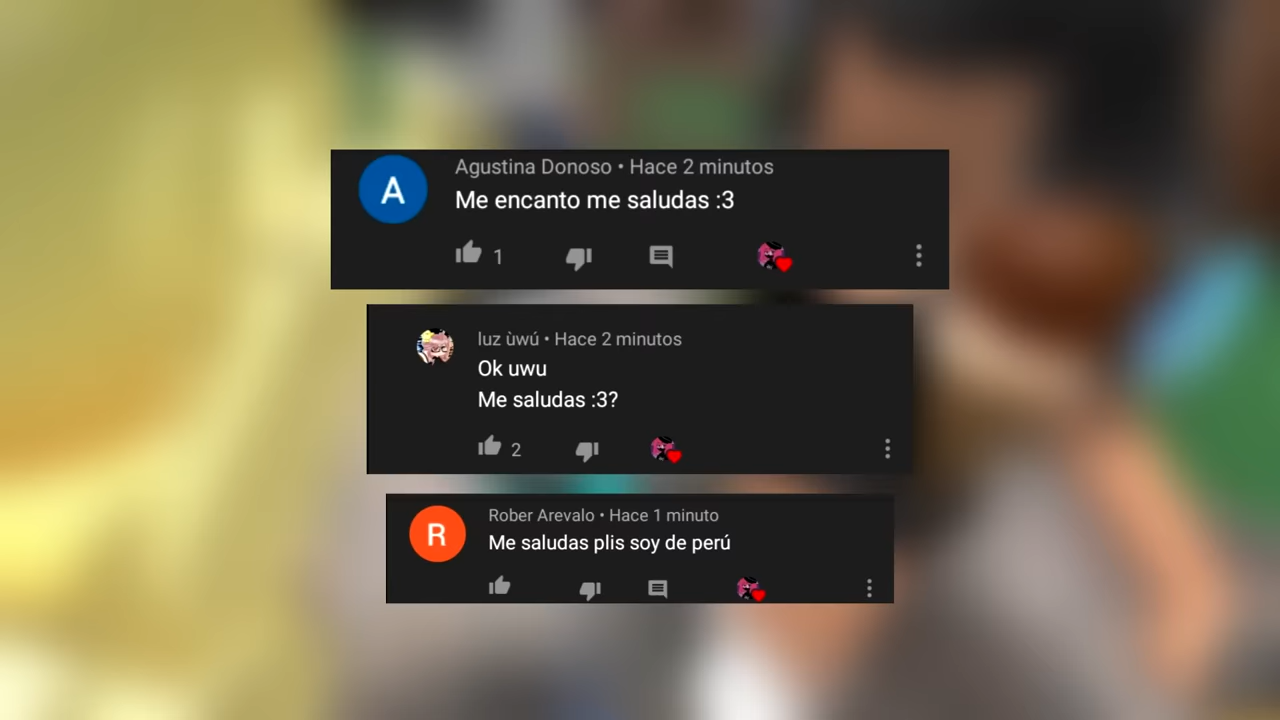 A
Agustina Donoso • Hace 2 minutos
Me encanto me saludas :3
1
luz ùwú • Hace 2 minutos
Ok uwu
Me saludas :3?
2
R
Rober Arevalo • Hace 1 minuto
Me saludas plis soy de perú